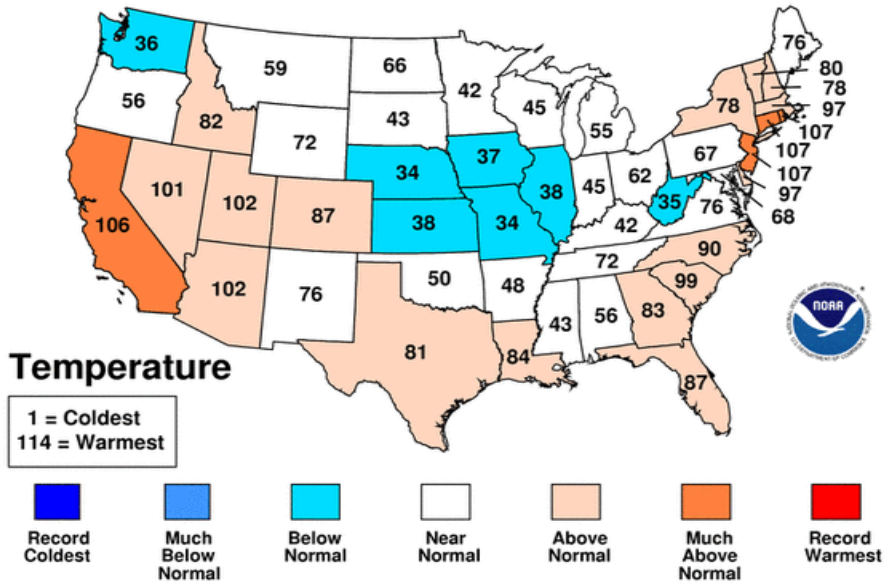 36
59
66
42
76
56
82
72
43
45
55
78
80
78
97
107
107
107
97
68
67
101
102
87
34
37
38
45
62
35
76
106
38
34
42
90
102
76
50
48
72
99
81
84
43
56
83
87
NOAA
Temperature
1 = Coldest
114 = Warmest
Record
Coldest
Much
Below
Normal
Below
Normal
Near
Normal
Above
Normal
Much
Above
Normal
Record
Warmest